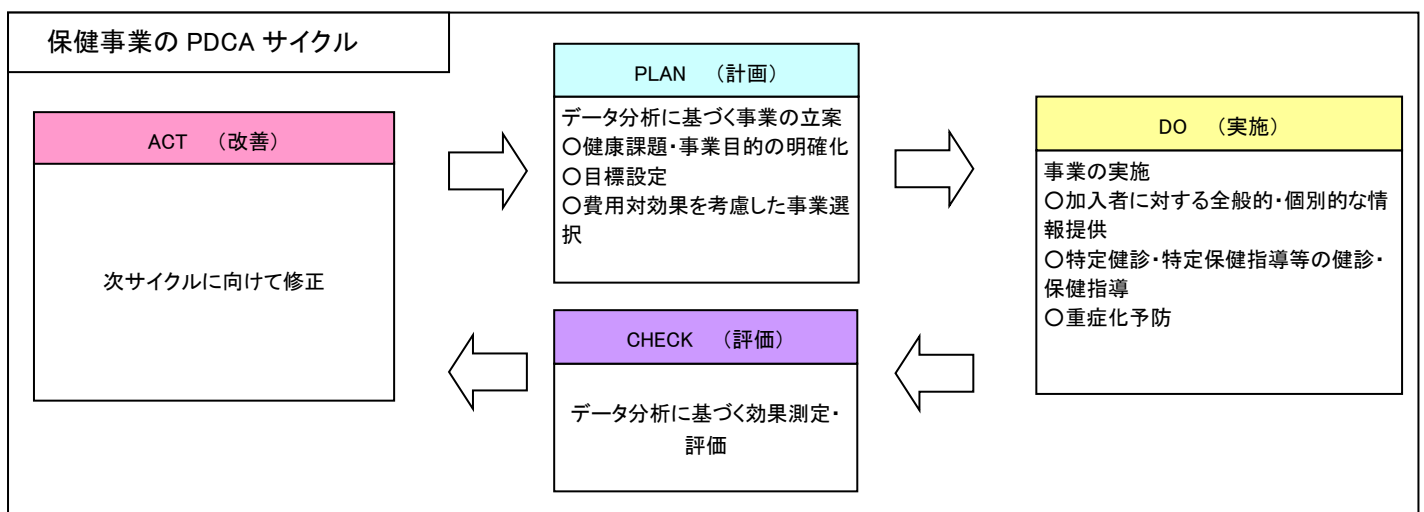 保健事業の PDCA サイクル
PLAN （計画）
データ分析に基づく事業の立案
○健康課題・事業目的の明確化
○目標設定
○費用対効果を考慮した事業選
択
DO （実施）
事業の実施
○加入者に対する全般的・個別的な情
報提供
○特定健診・特定保健指導等の健診・
保健指導
○重症化予防
CHECK （評価）
データ分析に基づく効果測定・
評価
ACT （改善）
次サイクルに向けて修正